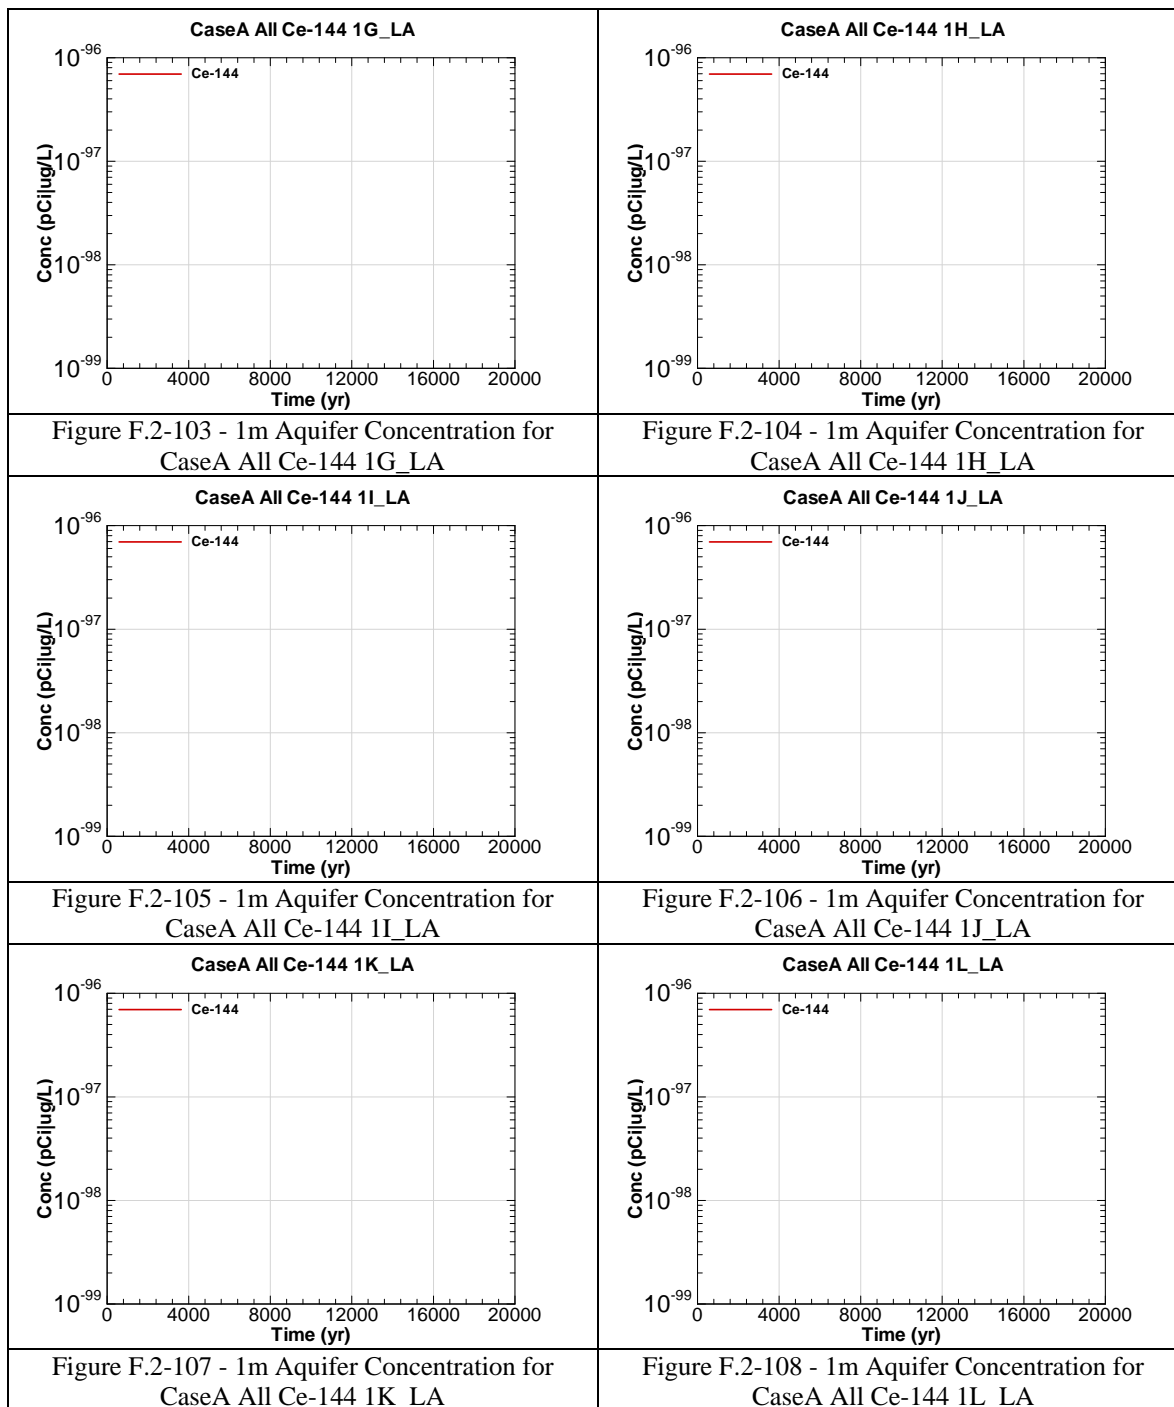 CaseA All Ce-144 1G_LA
Ce-144
10-96
10-97
10-98
10-99
Conc (pCi|ug/L)
0 4000 8000 12000 16000 20000
Time (yr)
Figure F.2-103 - 1m Aquifer Concentration for
CaseA All Ce-144 1G_LA
CaseA All Ce-144 1H_LA
Ce-144
10-96
10-97
10-98
10-99
Conc (pCi|ug/L)
0 4000 8000 12000 16000 20000
Time (yr)
Figure F.2-104 - 1m Aquifer Concentration for
CaseA All Ce-144 1H_LA
CaseA All Ce-144 1I_LA
Ce-144
10-96
10-97
10-98
10-99
Conc (pCi|ug/L)
0 4000 8000 12000 16000 20000
Time (yr)
Figure F.2-105 - 1m Aquifer Concentration for
CaseA All Ce-144 1I_LA
CaseA All Ce-144 1J_LA
Ce-144
10-96
10-97
10-98
10-99
Conc (pCi|ug/L)
0 4000 8000 12000 16000 20000
Time (yr)
Figure F.2-106 - 1m Aquifer Concentration for
CaseA All Ce-144 1J_LA
CaseA All Ce-144 1K_LA
Ce-144
10-96
10-97
10-98
10-99
Conc (pCi|ug/L)
0 4000 8000 12000 16000 20000
Time (yr)
Figure F.2-107 - 1m Aquifer Concentration for
CaseA All Ce-144 1K_LA
CaseA All Ce-144 1L_LA
Ce-144
10-96
10-97
10-98
10-99
Conc (pCi|ug/L)
0 4000 8000 12000 16000 20000
Time (yr)
Figure F.2-108 - 1m Aquifer Concentration for
CaseA All Ce-144 1L_LA